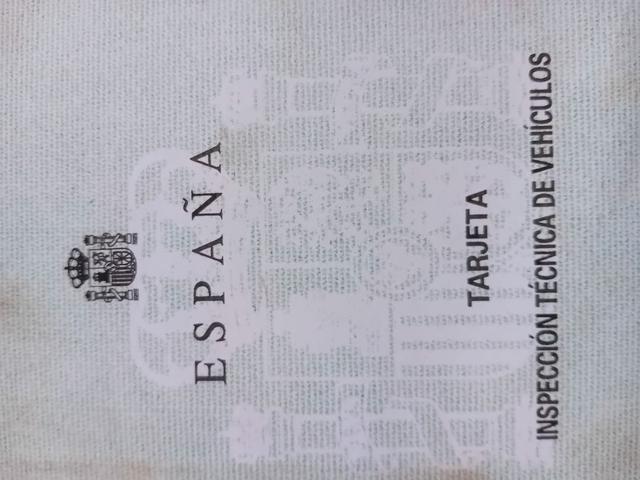 ESPAÑA
TARJETA
INSPECCIÓN TÉCNICA DE VEHÍCULOS